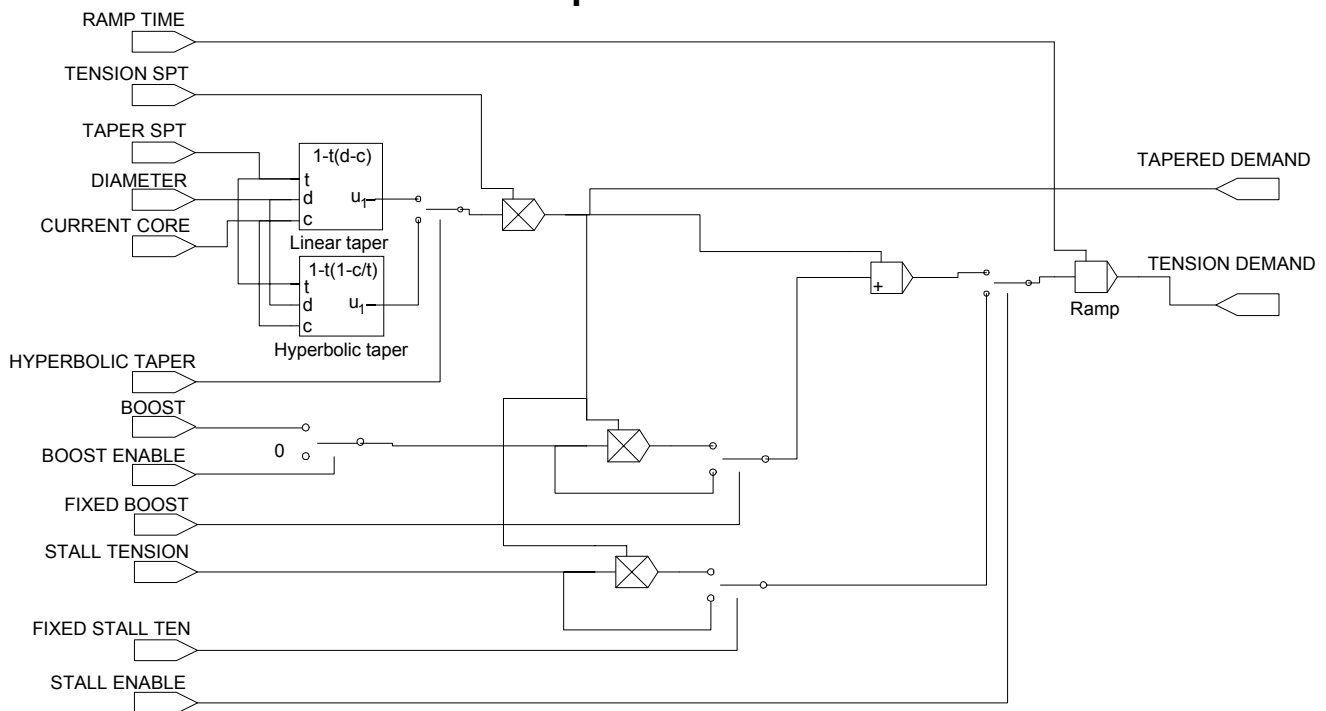 RAMP TIME
TENSION SPT
TAPER SPT
DIAMETER
CURRENT CORE
1-t(d-c)
t
d
c
u1
Linear taper
1-t(1-c/t)
t
d
c
u1
Hyperbolic taper
TAPERED DEMAND
TENSION DEMAND
+
Ramp
HYPERBOLIC TAPER
BOOST
0
BOOST ENABLE
FIXED BOOST
STALL TENSION
FIXED STALL TEN
STALL ENABLE